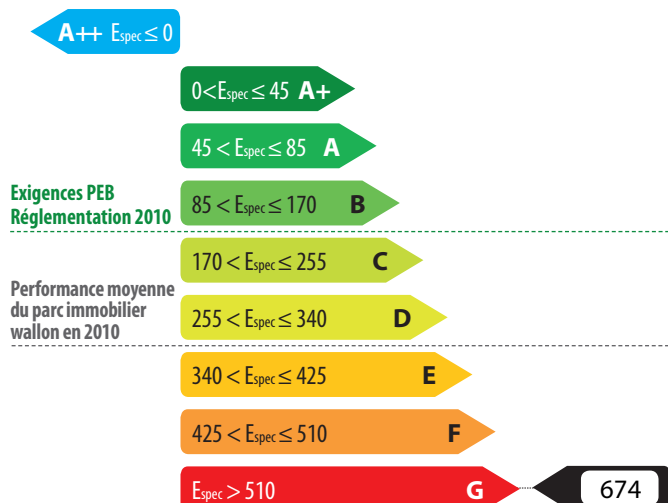 A++ Espec ≤ 0
0 < Espec ≤ 45 A+
45 < Espec ≤ 85 A
Exigences PEB
Réglementation 2010
85 < Espec ≤ 170 B
170 < Espec ≤ 255 C
Performance moyenne
du parc immobilier
wallon en 2010
255 < Espec ≤ 340 D
340 < Espec ≤ 425 E
425 < Espec ≤ 510 F
Espec > 510 G 674